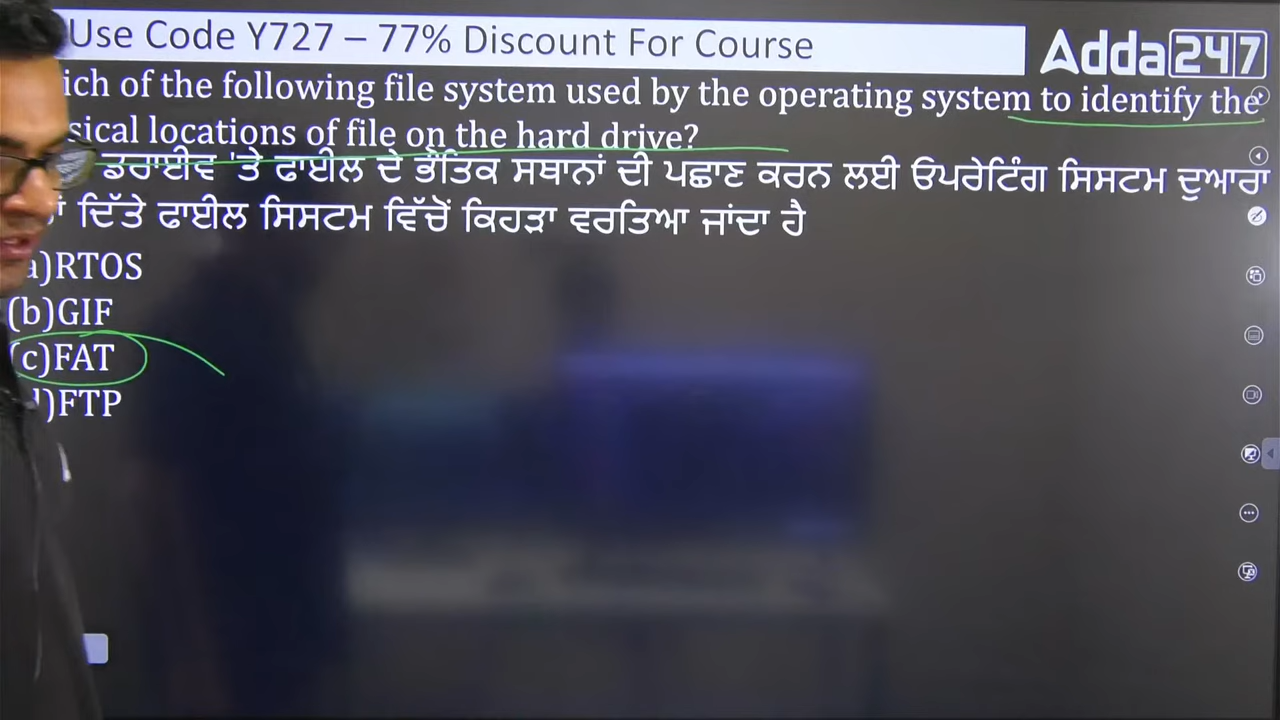 Use Code Y727 – 77% Discount For Course
Adda247
ich of the following file system used by the operating system to identify the
sical locations of file on the hard drive?
ਡਰਾਈਵ 'ਤੇ ਫਾਈਲ ਦੇ ਭੌਤਿਕ ਸਥਾਨਾਂ ਦੀ ਪਛਾਣ ਕਰਨ ਲਈ ਓਪਰੇਟਿੰਗ ਸਿਸਟਮ ਦੁਆਰਾ
ਦਿੱਤੇ ਫਾਈਲ ਸਿਸਟਮ ਵਿੱਚੋਂ ਕਿਹੜਾ ਵਰਤਿਆ ਜਾਂਦਾ ਹੈ
a)RTOS
(b)GIF
(c)FAT
)FTP